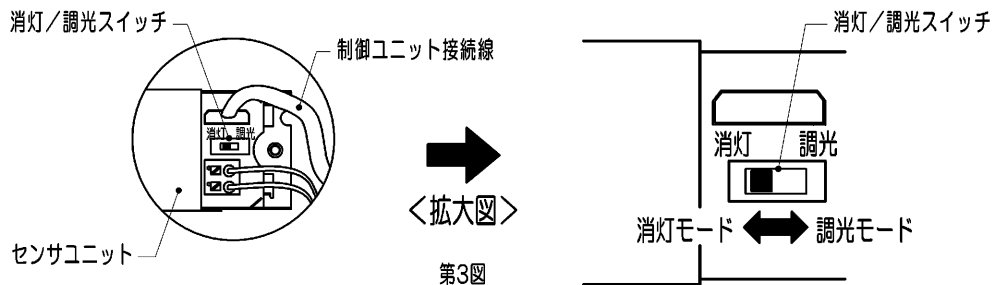 消灯/調光スイッチ
制御ユニット接続線
消灯 調光
センサユニット
<拡大図>
第3図
消灯/調光スイッチ
消灯 調光
消灯モード 調光モード